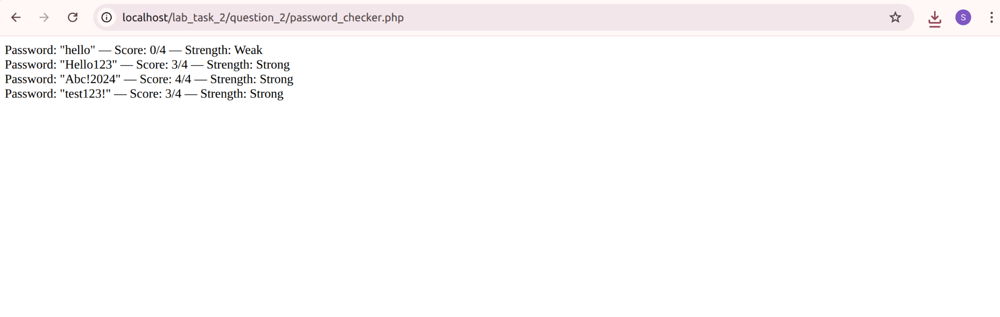 localhost/lab_task_2/question_2/password_checker.php
S
Password: "hello" — Score: 0/4 — Strength: Weak
Password: "Hello123" — Score: 3/4 — Strength: Strong
Password: "Abc!2024" — Score: 4/4 — Strength: Strong
Password: "test123!" — Score: 3/4 — Strength: Strong